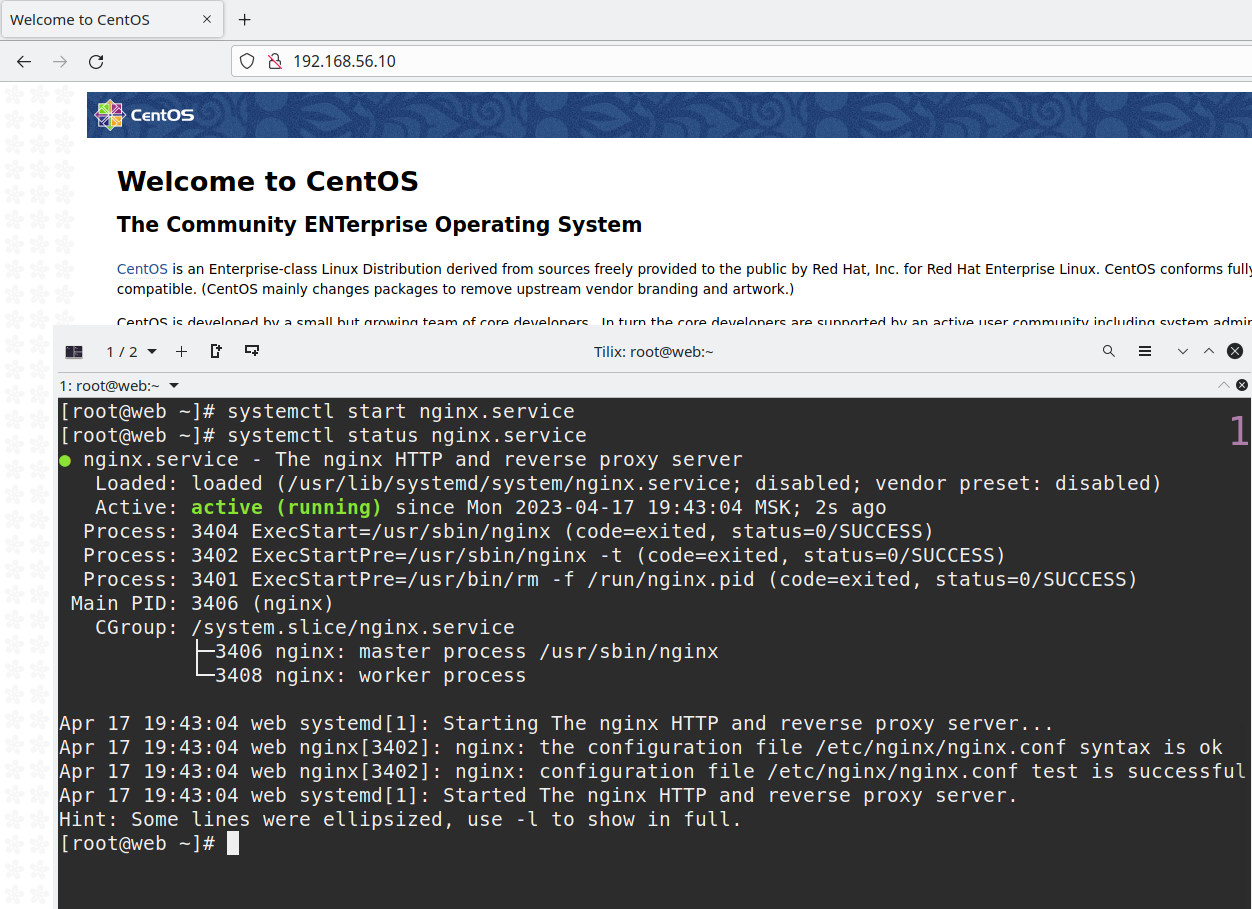 Welcome to CentOS
192.168.56.10
CentOS
Welcome to CentOS
The Community ENTerprise Operating System
CentOS is an Enterprise-class Linux Distribution derived from sources freely provided to the public by Red Hat, Inc. for Red Hat Enterprise Linux. CentOS conforms fully
compatible. (CentOS mainly changes packages to remove upstream vendor branding and artwork.)
CentOS is developed by a small but growing team of core developers. In turn the core developers are supported by an active user community including system admin
1 / 2
Tilix: root@web:~
1: root@web:~
[root@web ~]# systemctl start nginx.service
1
[root@web ~]# systemctl status nginx.service
● nginx.service - The nginx HTTP and reverse proxy server
Loaded: loaded (/usr/lib/systemd/system/nginx.service; disabled; vendor preset: disabled)
Active: active (running) since Mon 2023-04-17 19:43:04 MSK; 2s ago
Process: 3404 ExecStart=/usr/sbin/nginx (code=exited, status=0/SUCCESS)
Process: 3402 ExecStartPre=/usr/sbin/nginx -t (code=exited, status=0/SUCCESS)
Process: 3401 ExecStartPre=/usr/bin/rm -f /run/nginx.pid (code=exited, status=0/SUCCESS)
Main PID: 3406 (nginx)
CGroup: /system.slice/nginx.service
├─3406 nginx: master process /usr/sbin/nginx
└─3408 nginx: worker process
Apr 17 19:43:04 web systemd[1]: Starting The nginx HTTP and reverse proxy server...
Apr 17 19:43:04 web nginx[3402]: nginx: the configuration file /etc/nginx/nginx.conf syntax is ok
Apr 17 19:43:04 web nginx[3402]: nginx: configuration file /etc/nginx/nginx.conf test is successful
Apr 17 19:43:04 web systemd[1]: Started The nginx HTTP and reverse proxy server.
Hint: Some lines were ellipsized, use -l to show in full.
[root@web ~]#